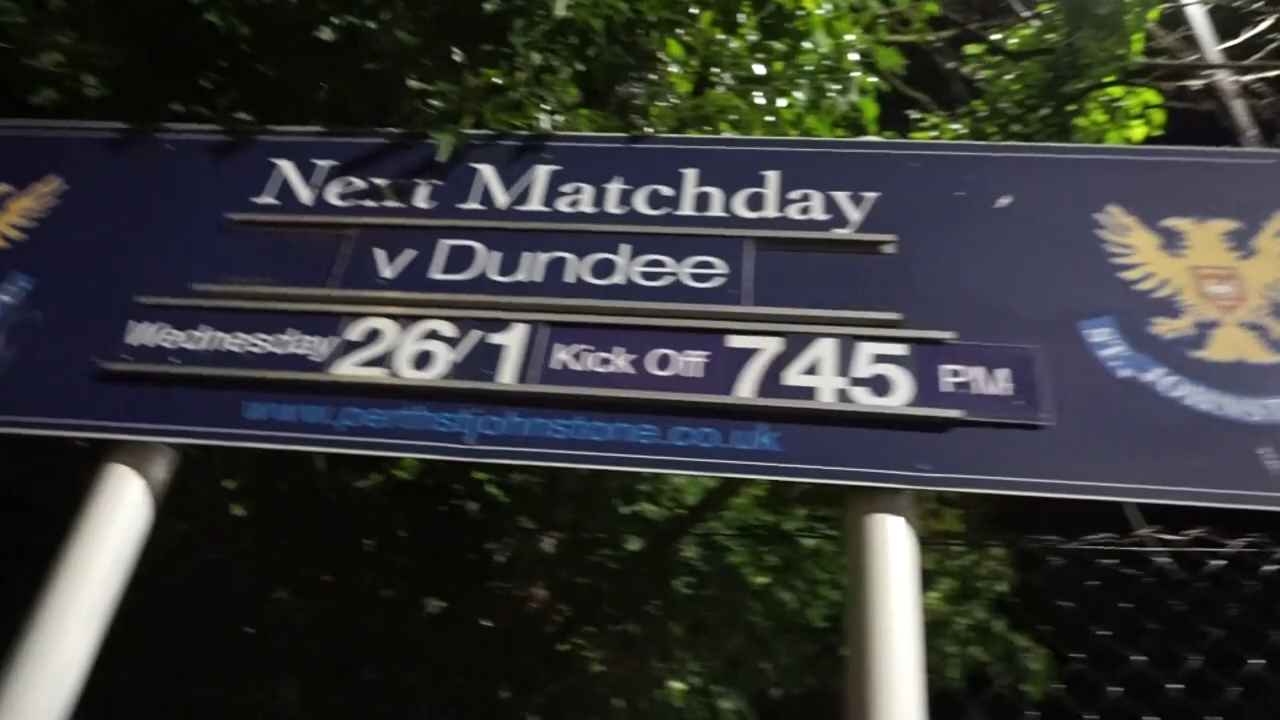 Next Matchday
v Dundee
Wednesday 26/1 Kick Off 745 PM
www.perthstjohnstone.co.uk